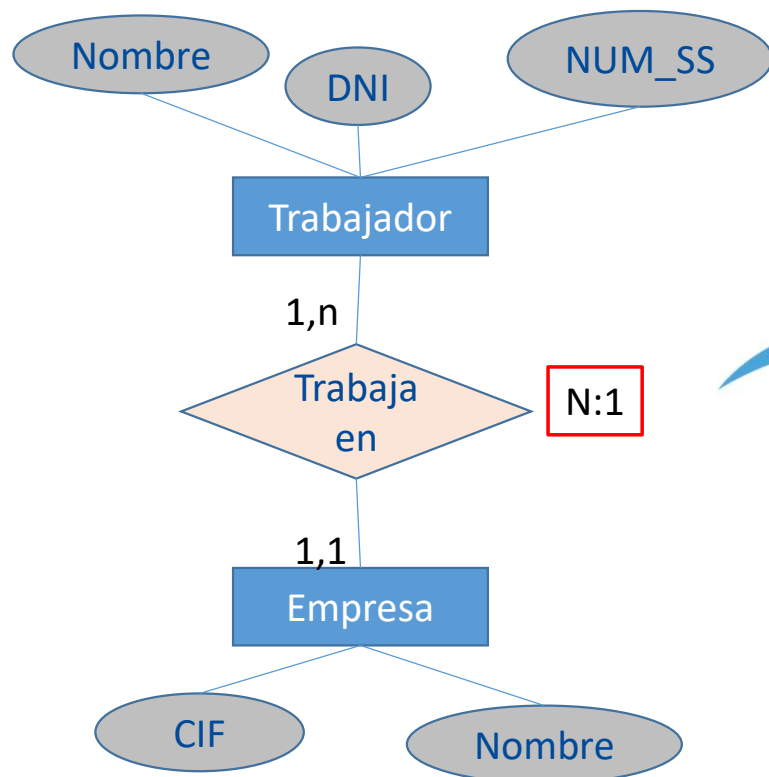 Nombre
DNI
NUM_SS
Trabajador
1,n
Trabaja
en
N:1
1,1
Empresa
CIF
Nombre